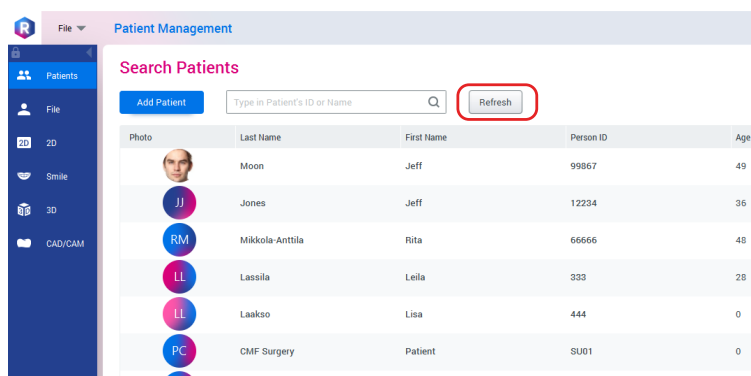 R File Patient Management
Patients
File
2D 2D
Smile
3D 3D
CAD/CAM
Search Patients
Add Patient Type in Patient's ID or Name Refresh
Photo Last Name First Name Person ID Age
Moon Jeff 99867 49
JJ Jones Jeff 12234 36
RM Mikkola-Anttila Rita 66666 48
LL Lassila Leila 333 28
LL Laakso Lisa 444 0
PC CMF Surgery Patient SU01 0